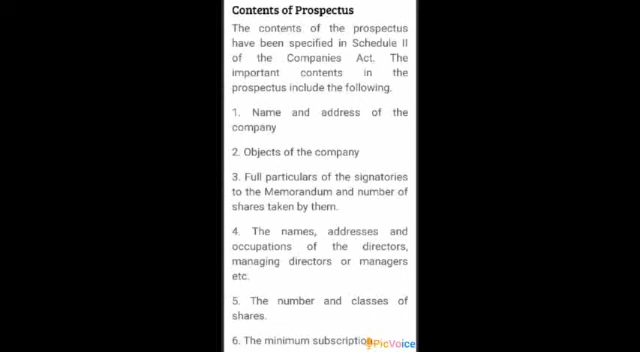 Contents of Prospectus
The contents of the prospectus
have been specified in Schedule II
of the Companies Act. The
important contents in the
prospectus include the following.
1. Name and address of the
company
2. Objects of the company
3. Full particulars of the signatories
to the Memorandum and number of
shares taken by them.
4. The names, addresses and
occupations of the directors,
managing directors or managers
etc.
5. The number and classes of
shares.
6. The minimum subscription
PicVoice